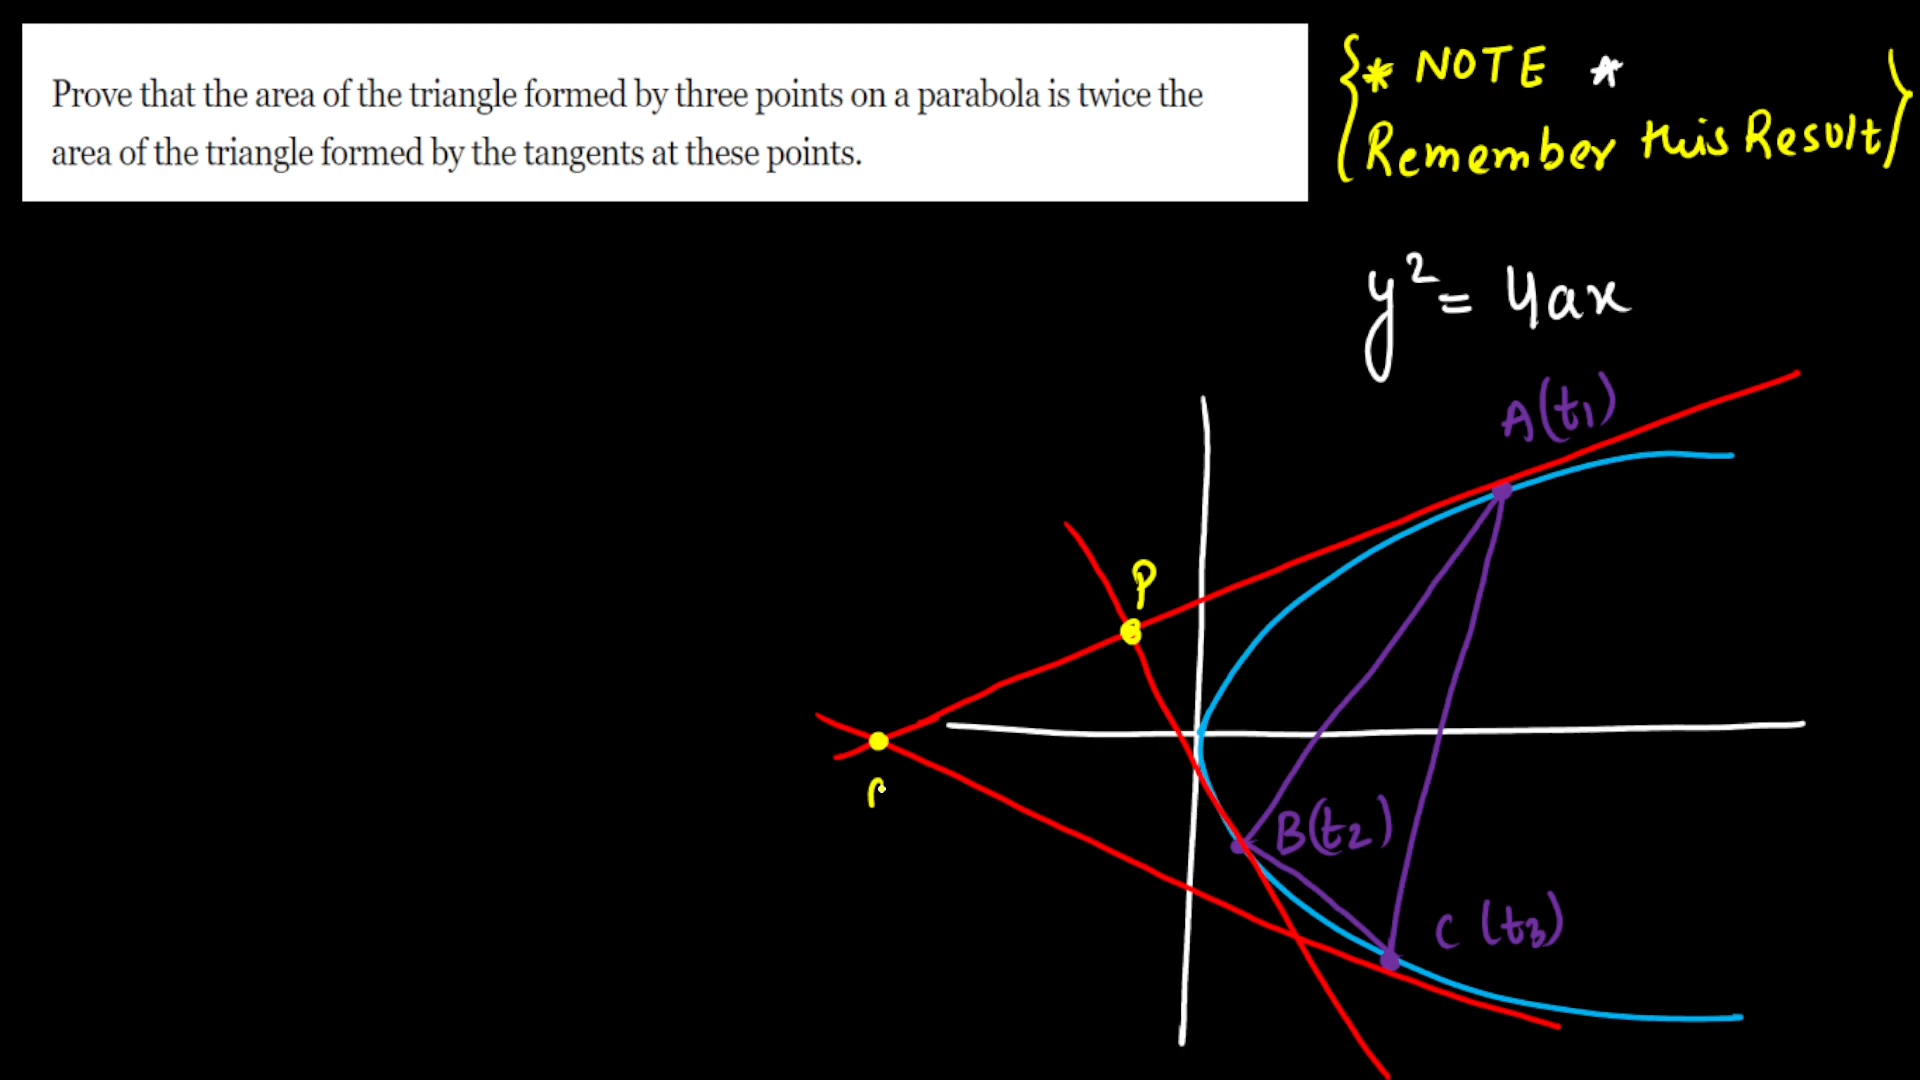 Prove that the area of the triangle formed by three points on a parabola is twice the
area of the triangle formed by the tangents at these points.
{* NOTE *
Remember this Result}
y² = 4ax
A(t₁)
P
B(t₂)
C (t₃)